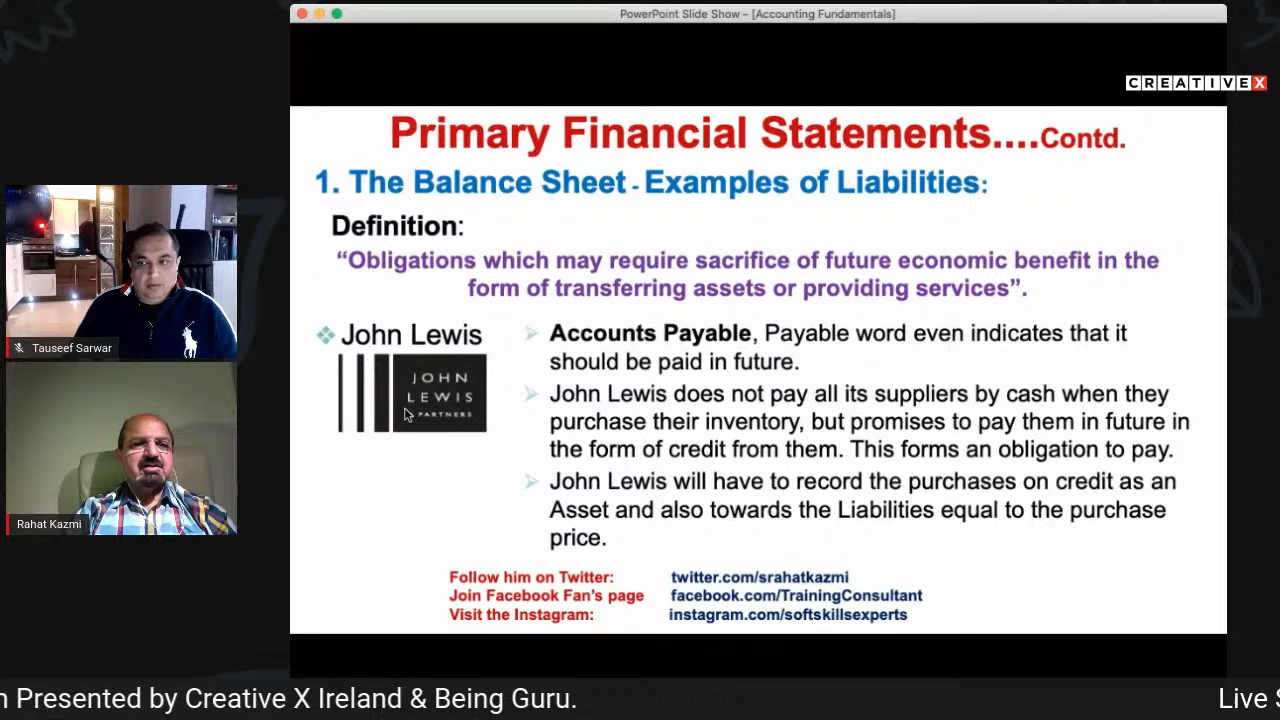 PowerPoint Slide Show – [Accounting Fundamentals]
CREATIVEX
Primary Financial Statements....Contd.
1. The Balance Sheet - Examples of Liabilities:
Definition:
“Obligations which may require sacrifice of future economic benefit in the
form of transferring assets or providing services”.
John Lewis
JOHN
LEWIS
PARTNERS
Accounts Payable, Payable word even indicates that it
should be paid in future.
John Lewis does not pay all its suppliers by cash when they
purchase their inventory, but promises to pay them in future in
the form of credit from them. This forms an obligation to pay.
John Lewis will have to record the purchases on credit as an
Asset and also towards the Liabilities equal to the purchase
price.
Follow him on Twitter: twitter.com/srahatkazmi
Join Facebook Fan's page facebook.com/TrainingConsultant
Visit the Instagram: instagram.com/softskillsexperts
Tauseef Sarwar
Rahat Kazmi
n Presented by Creative X Ireland & Being Guru. Live